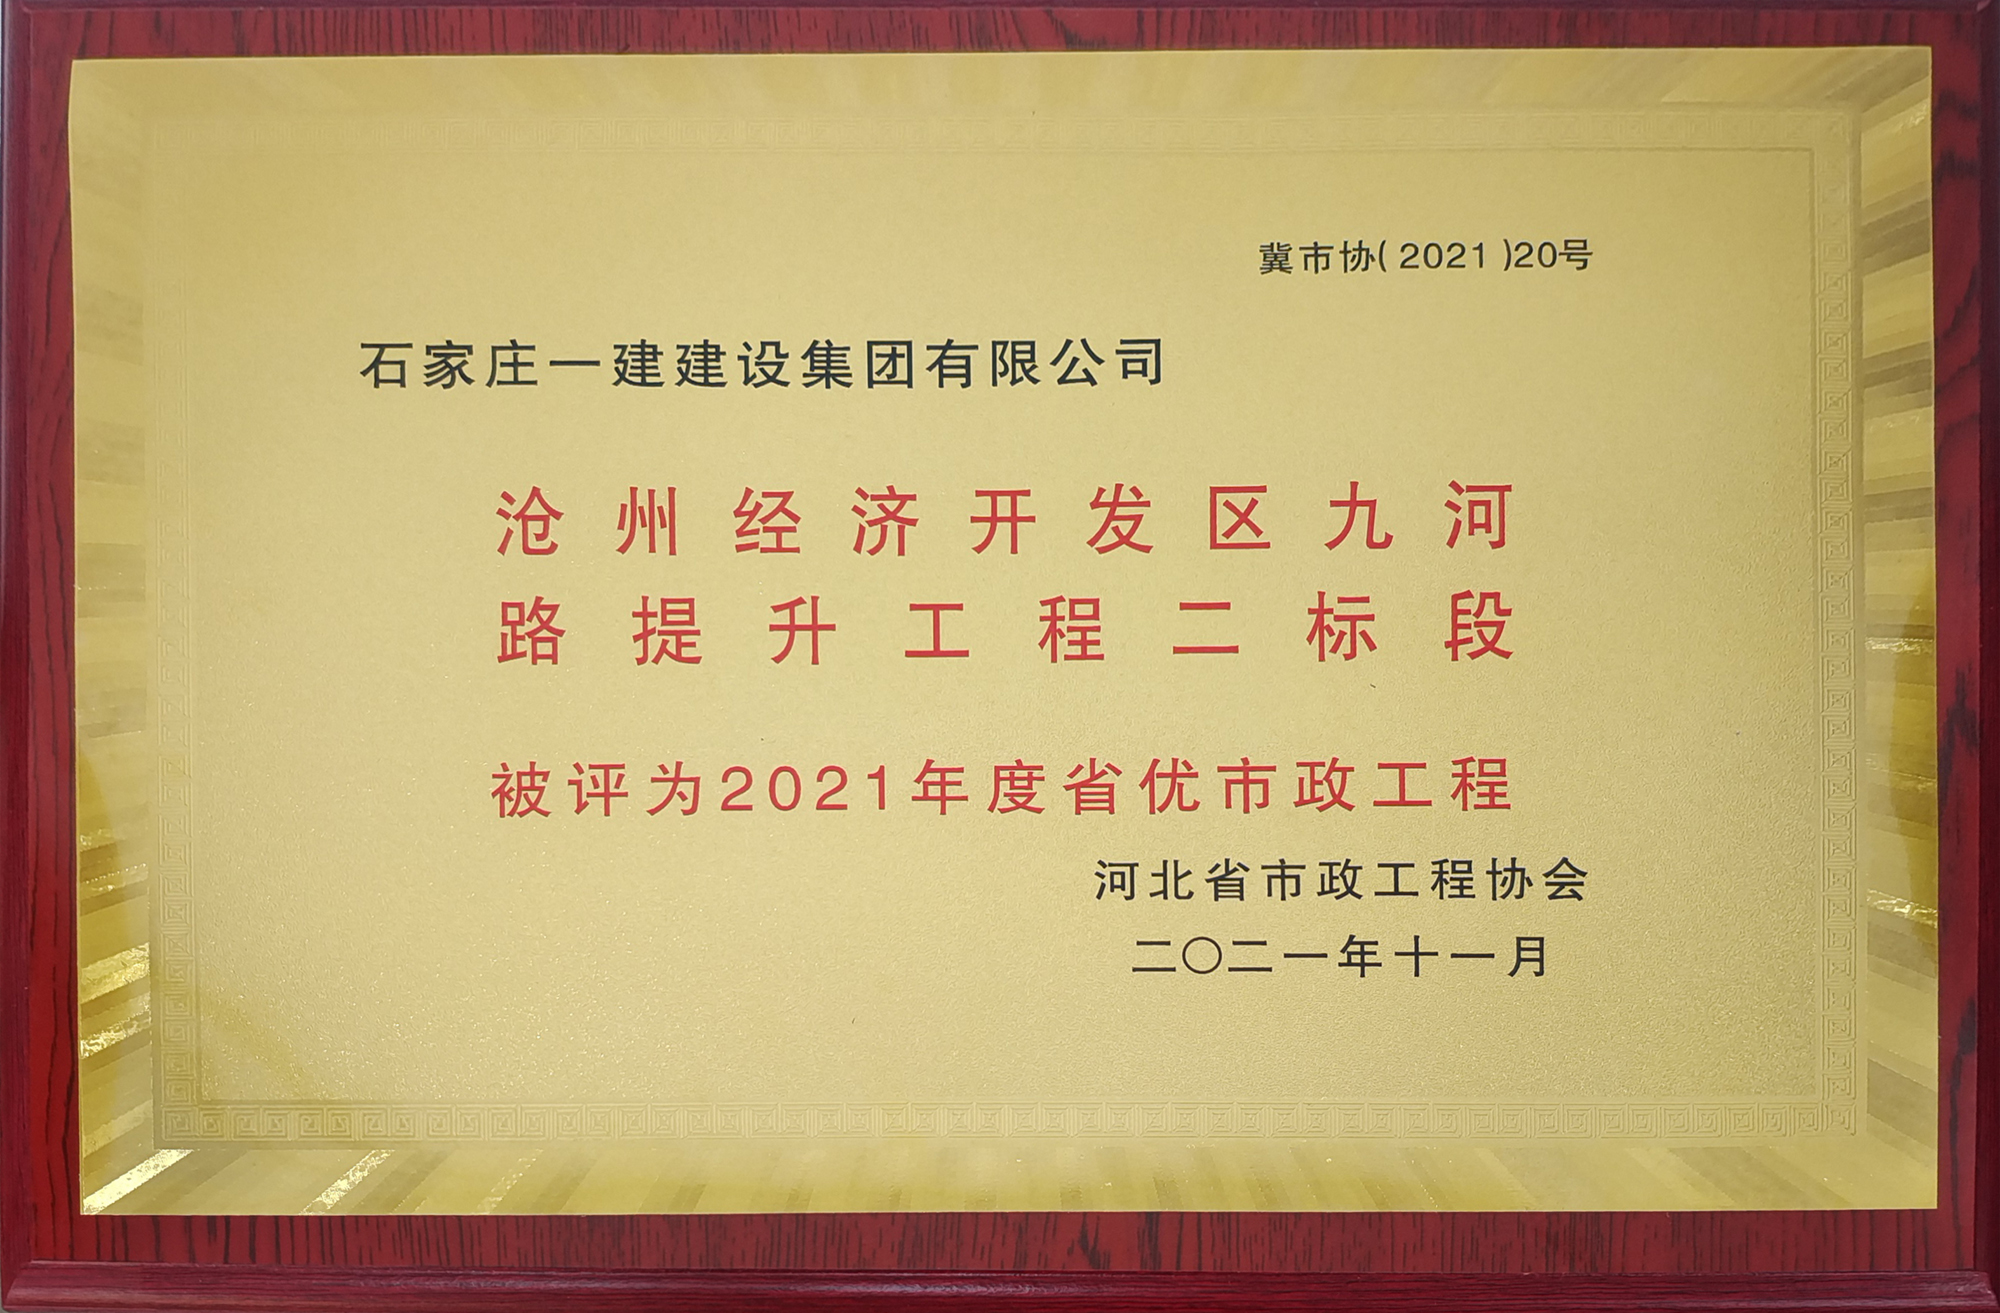 冀市协(2021)20号
石家庄一建建设集团有限公司
沧州经济开发区九河
路提升工程二标段
被评为2021年度省优市政工程
河北省市政工程协会
二〇二一年十一月